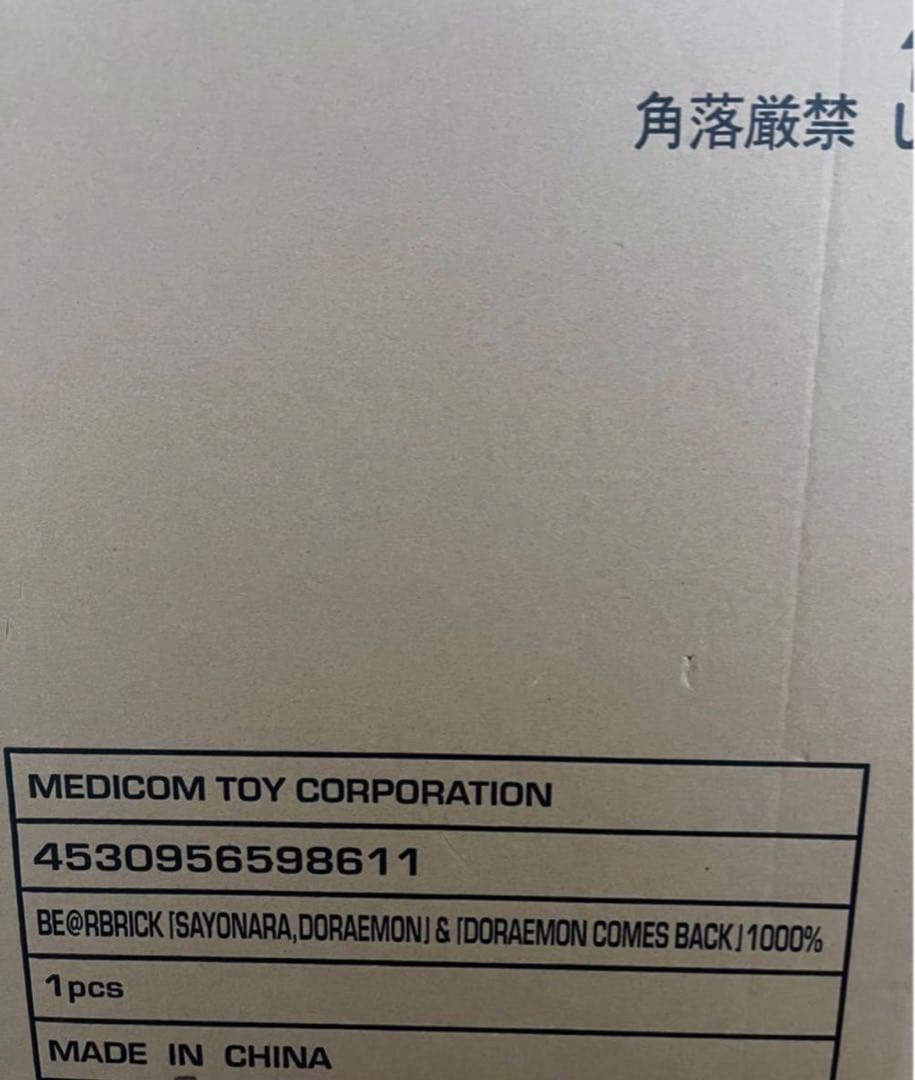 角落厳禁
MEDICOM TOY CORPORATION
4530956598611
BE@RBRICK「SAYONARA,DORAEMON」&「DORAEMON COMES BACK」1000%
1pcs
MADE IN CHINA